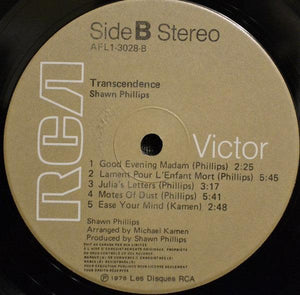 Side B Stereo
AFL1-3028-B
Transcendence
Shawn Phillips
RCA
Victor
1 Good Evening Madam (Phillips) 2:25
2 Lament Pour L'Enfant Mort (Phillips) 5:45
3 Julia's Letters (Phillips) 3:17
4 Motes Of Dust (Phillips) 5:41
5 Ease Your Mind (Kamen) 2:48
Shawn Phillips
Arranged by Michael Kamen
Produced by Shawn Phillips
℗ 1978 Les Disques RCA